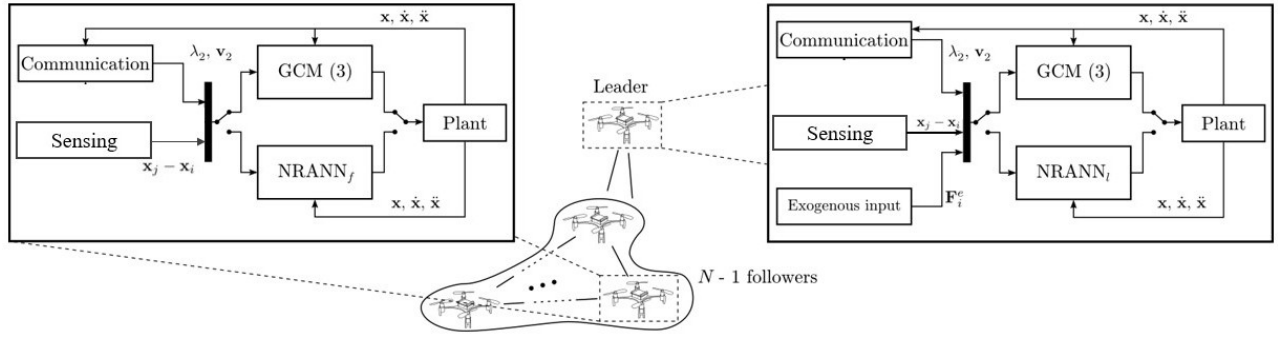 x, ẋ, ẍ
Communication
λ₂, v₂
GCM (3)
Plant
Sensing
xⱼ − xᵢ
NRANN_f
x, ẋ, ẍ
Leader
N - 1 followers
x, ẋ, ẍ
Communication
λ₂, v₂
GCM (3)
Plant
Sensing
xⱼ − xᵢ
NRANNₗ
Exogenous input
Fᵢᵉ
x, ẋ, ẍ